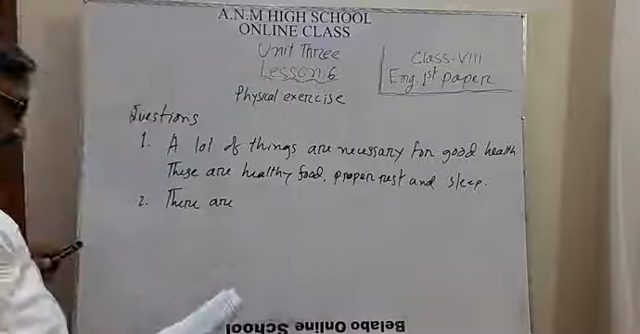 A.N.M HIGH SCHOOL
ONLINE CLASS
Unit Three
Lesson 6
Class-VIII
Eng. 1st paper
Physical exercise
Questions
1. A lot of things are necessary for good health
These are healthy food, proper rest and sleep.
2. There are
Belabo Online School